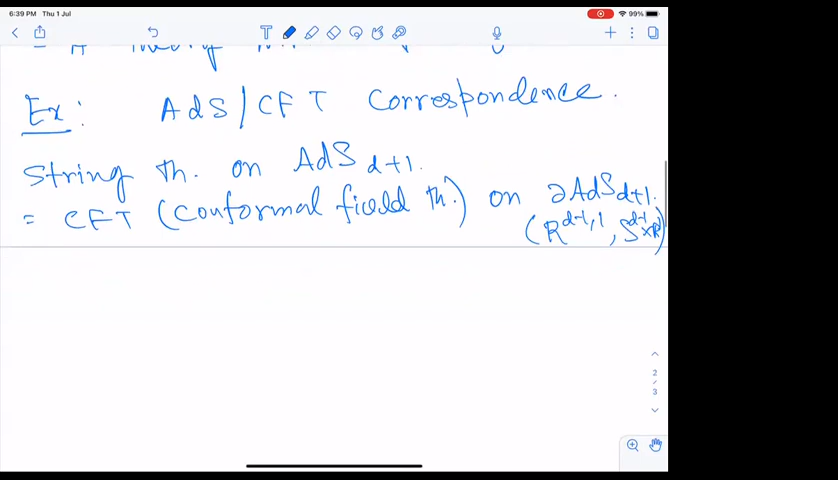 6:39 PM Thu 1 Jul
99%
Ex: AdS/CFT Correspondence.
String th. on AdS d+1.
= CFT (conformal field th.) on ∂AdS d+1.
(R^{d-1,1}, S^{d-1}×R)
2
/
3